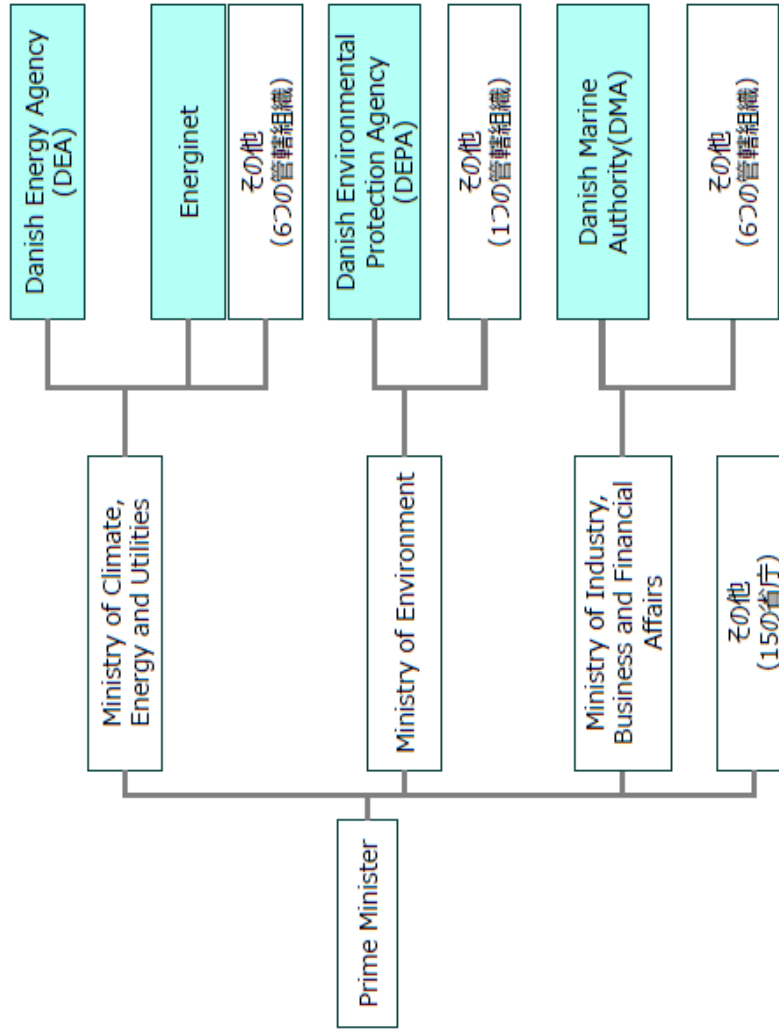 Prime Minister
Ministry of Climate,
Energy and Utilities
Danish Energy Agency
(DEA)
Energinet
その他
(6つの管轄組織)
Ministry of Environment
Danish Environmental
Protection Agency
(DEPA)
その他
(1つの管轄組織)
Ministry of Industry,
Business and Financial
Affairs
Danish Marine
Authority(DMA)
その他
(6つの管轄組織)
その他
(15の省庁)